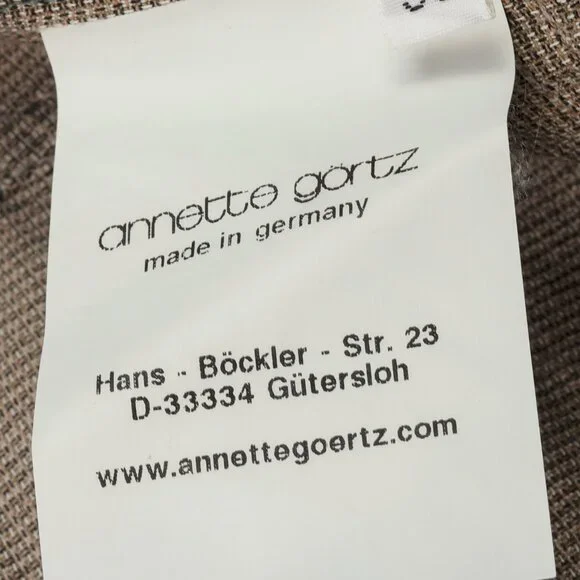 annette görtz
made in germany
Hans - Böckler - Str. 23
D-33334 Gütersloh
www.annettegoertz.com